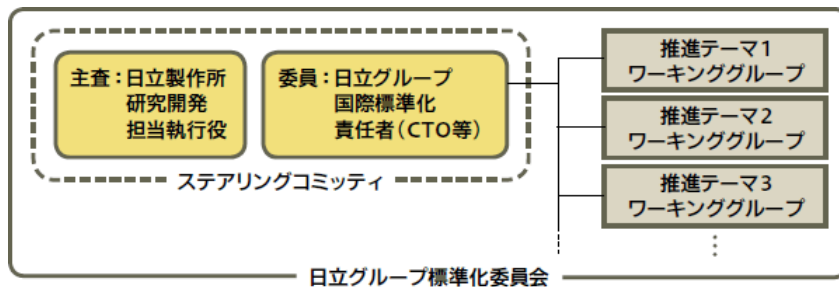 主査：日立製作所
研究開発
担当執行役
委員：日立グループ
国際標準化
責任者（CTO等）
ステアリングコミッティ
推進テーマ1
ワーキンググループ
推進テーマ2
ワーキンググループ
推進テーマ3
ワーキンググループ
⋮
日立グループ標準化委員会